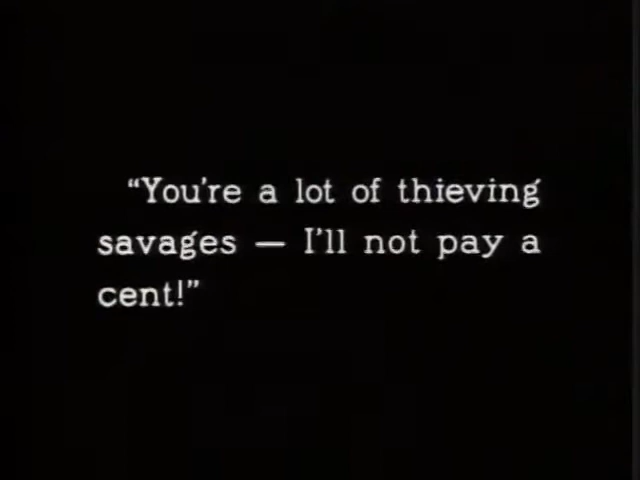 “You're a lot of thieving
savages — I'll not pay a
cent!”